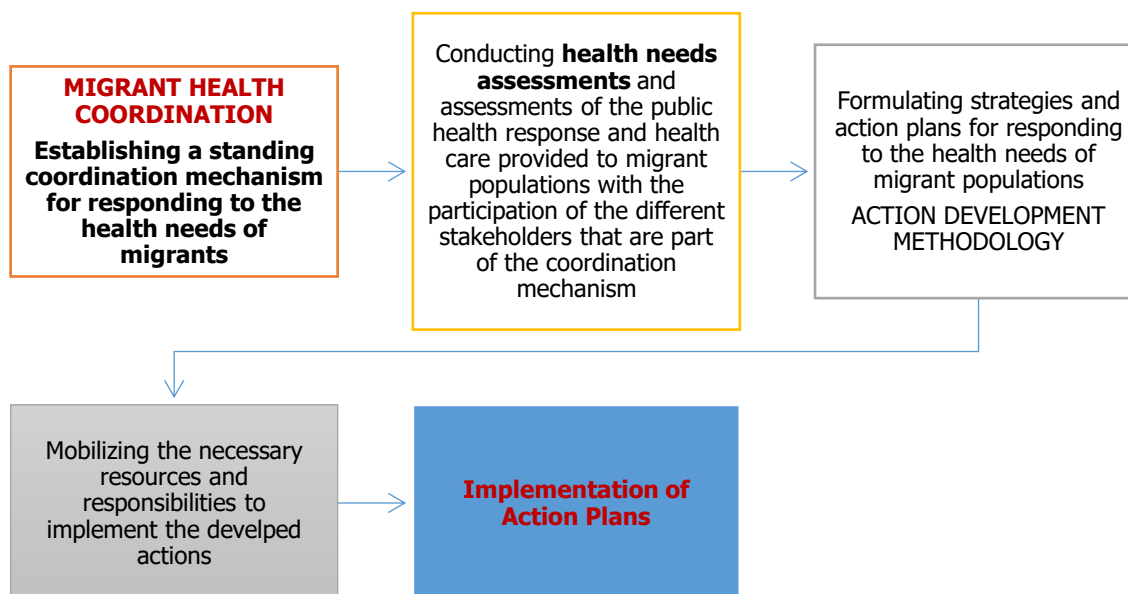 MIGRANT HEALTH
COORDINATION
Establishing a standing
coordination mechanism
for responding to the
health needs of
migrants
Conducting health needs
assessments and
assessments of the public
health response and health
care provided to migrant
populations with the
participation of the different
stakeholders that are part
of the coordination
mechanism
Formulating strategies and
action plans for responding
to the health needs of
migrant populations
ACTION DEVELOPMENT
METHODOLOGY
Mobilizing the necessary
resources and
responsibilities to
implement the develped
actions
Implementation of
Action Plans